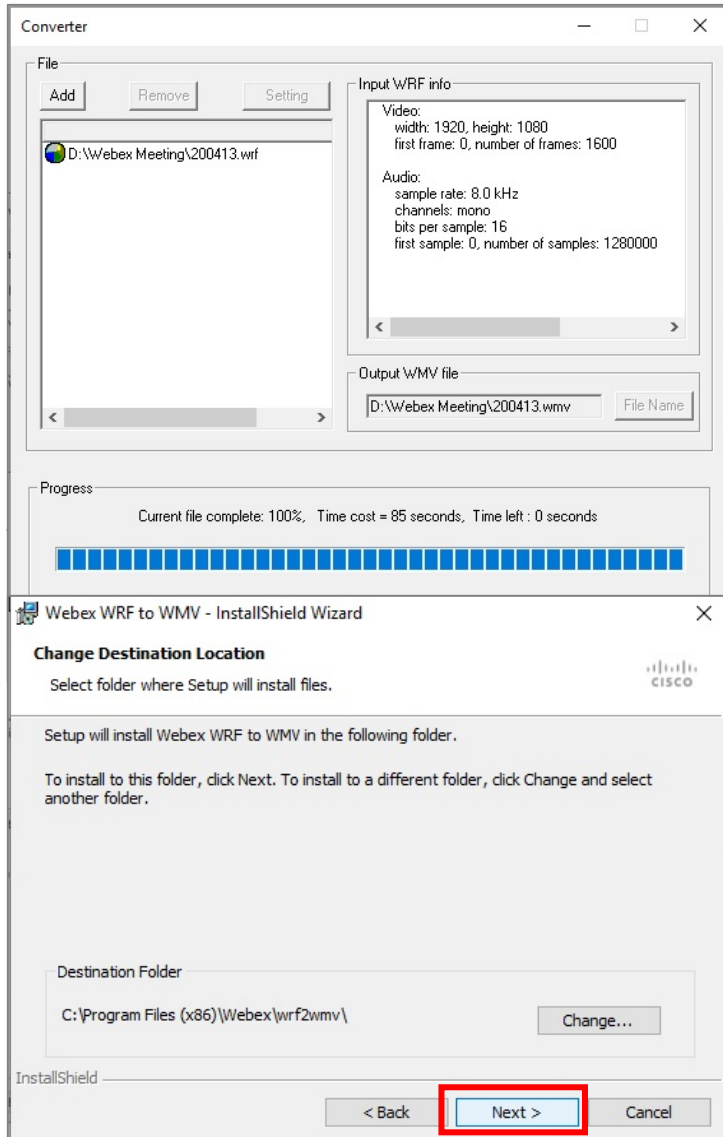 Converter
File
Add
Remove
Setting
D:\Webex Meeting\200413.wrf
Input WRF info
Video:
width: 1920, height: 1080
first frame: 0, number of frames: 1600
Audio:
sample rate: 8.0 kHz
channels: mono
bits per sample: 16
first sample: 0, number of samples: 1280000
Output WMV file
D:\Webex Meeting\200413.wmv
File Name
Progress
Current file complete: 100%, Time cost = 85 seconds, Time left : 0 seconds
Webex WRF to WMV - InstallShield Wizard
Change Destination Location
Select folder where Setup will install files.
CISCO
Setup will install Webex WRF to WMV in the following folder.
To install to this folder, click Next. To install to a different folder, click Change and select
another folder.
Destination Folder
C:\Program Files (x86)\Webex\wrf2wmv\
Change...
InstallShield
< Back
Next >
Cancel